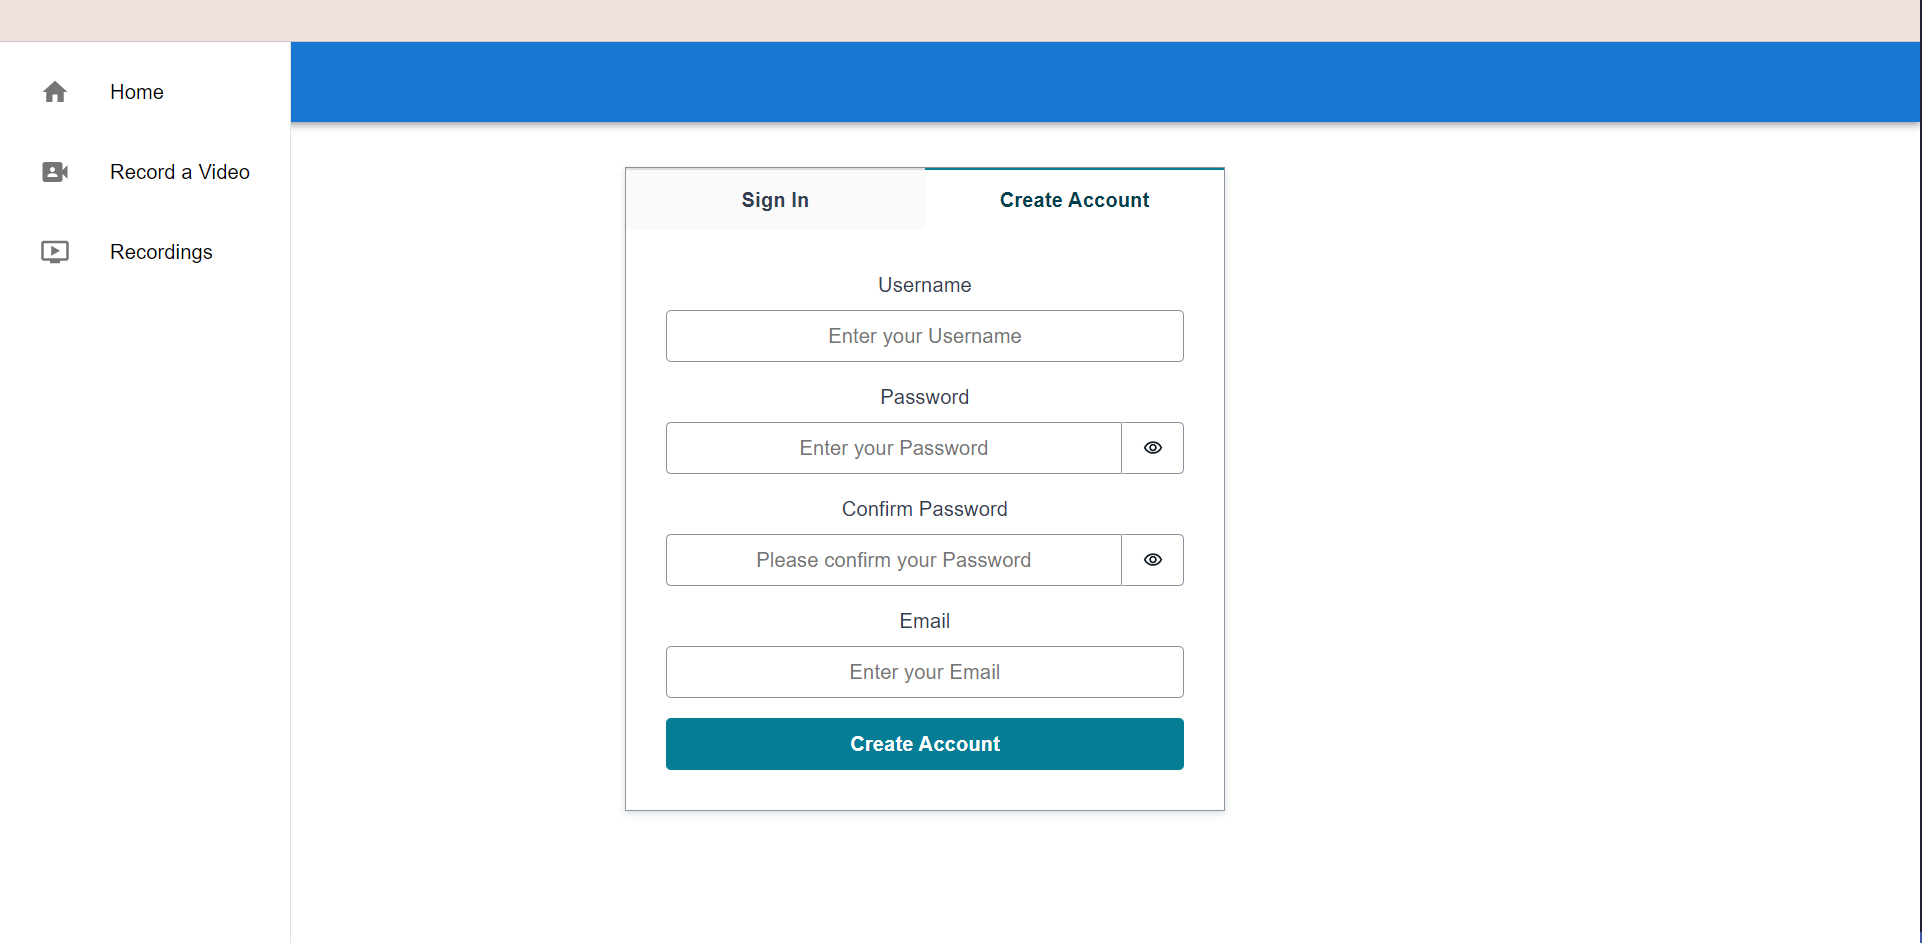 Home
Record a Video
Recordings
Sign In
Create Account
Username
Enter your Username
Password
Enter your Password
Confirm Password
Please confirm your Password
Email
Enter your Email
Create Account